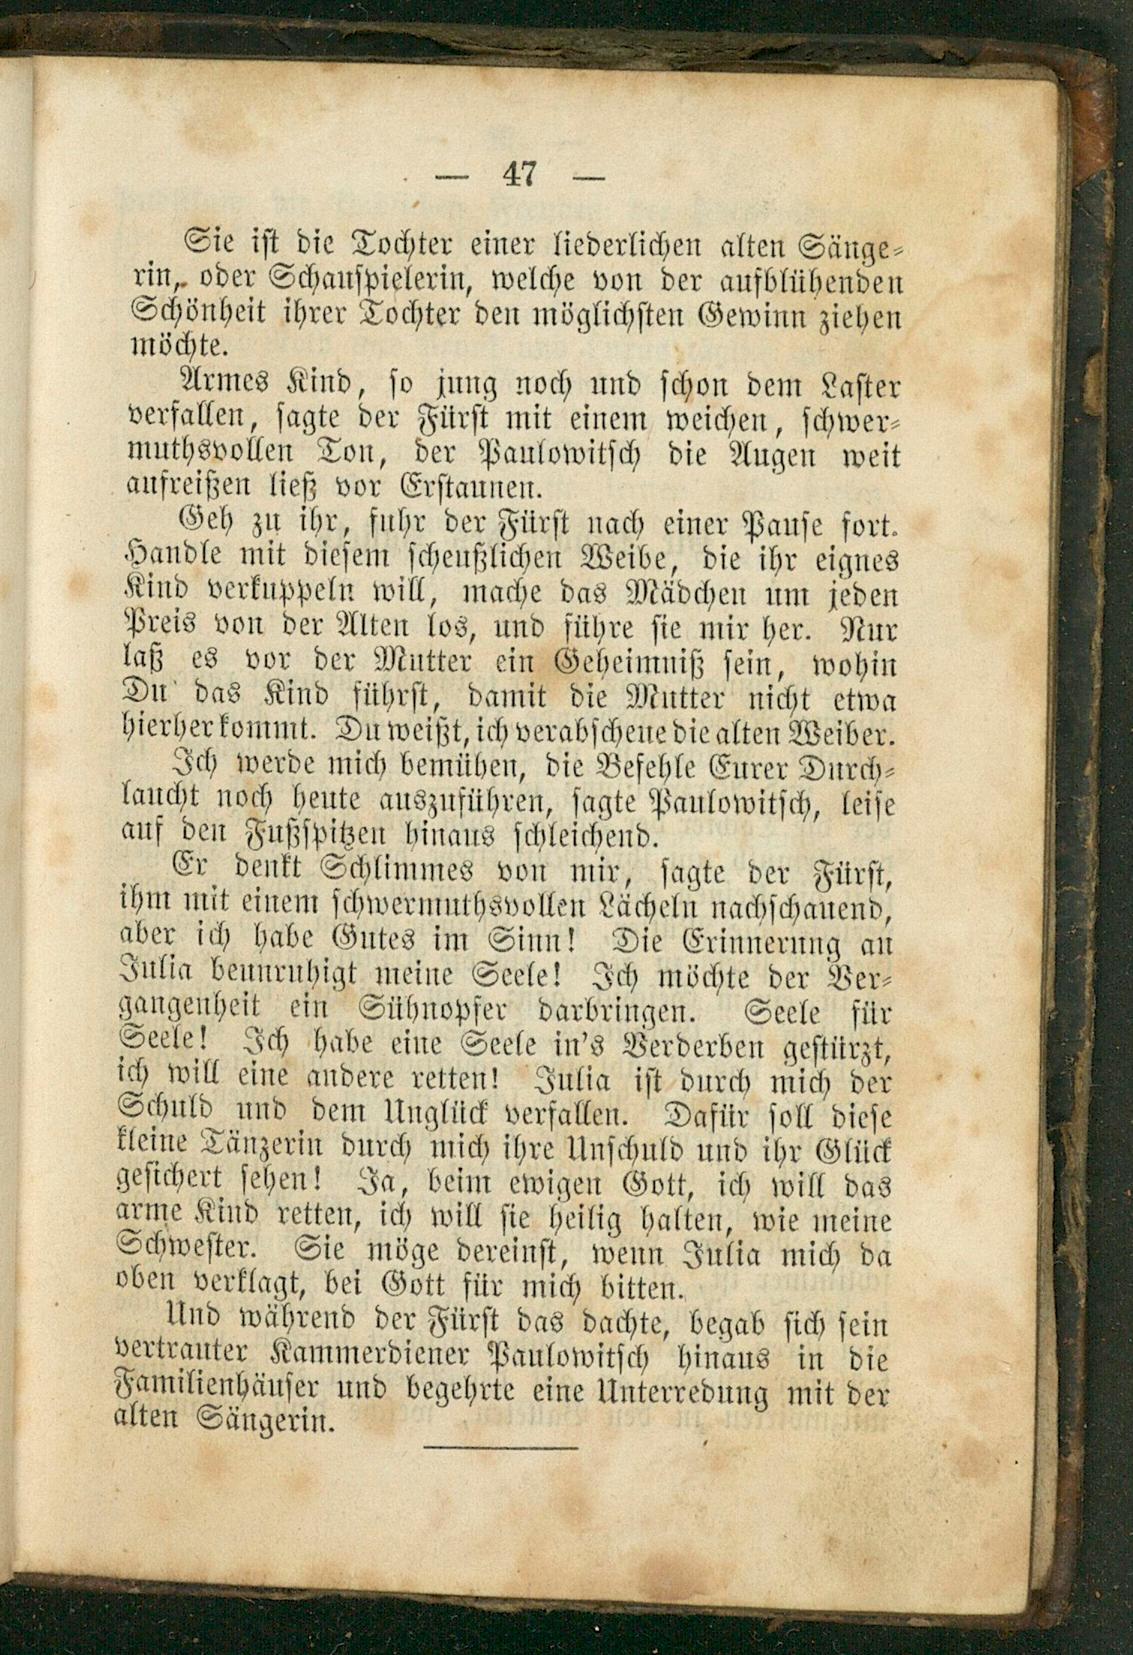 — 47 —
Sie ist die Tochter einer liederlichen alten Sänge-
rin, oder Schauspielerin, welche von der aufblühenden
Schönheit ihrer Tochter den möglichsten Gewinn ziehen
möchte.
Armes Kind, so jung noch und schon dem Laster
verfallen, sagte der Fürst mit einem weichen, schwer-
muthsvollen Ton, der Paulowitsch die Augen weit
aufreißen ließ vor Erstaunen.
Geh zu ihr, fuhr der Fürst nach einer Pause fort.
Handle mit diesem scheußlichen Weibe, die ihr eignes
Kind verkuppeln will, mache das Mädchen um jeden
Preis von der Alten los, und führe sie mir her. Nur
laß es vor der Mutter ein Geheimniß sein, wohin
Du das Kind führst, damit die Mutter nicht etwa
hierher kommt. Du weißt, ich verabscheue die alten Weiber.
Ich werde mich bemühen, die Befehle Eurer Durch-
laucht noch heute auszuführen, sagte Paulowitsch, leise
auf den Fußspitzen hinaus schleichend.
Er denkt Schlimmes von mir, sagte der Fürst,
ihm mit einem schwermuthsvollen Lächeln nachschauend,
aber ich habe Gutes im Sinn! Die Erinnerung an
Julia beunruhigt meine Seele! Ich möchte der Ver-
gangenheit ein Sühnopfer darbringen. Seele für
Seele! Ich habe eine Seele in's Verderben gestürzt,
ich will eine andere retten! Julia ist durch mich der
Schuld und dem Unglück verfallen. Dafür soll diese
kleine Tänzerin durch mich ihre Unschuld und ihr Glück
gesichert sehen! Ja, beim ewigen Gott, ich will das
arme Kind retten, ich will sie heilig halten, wie meine
Schwester. Sie möge dereinst, wenn Julia mich da
oben verklagt, bei Gott für mich bitten.
Und während der Fürst das dachte, begab sich sein
vertrauter Kammerdiener Paulowitsch hinaus in die
Familienhäuser und begehrte eine Unterredung mit der
alten Sängerin.